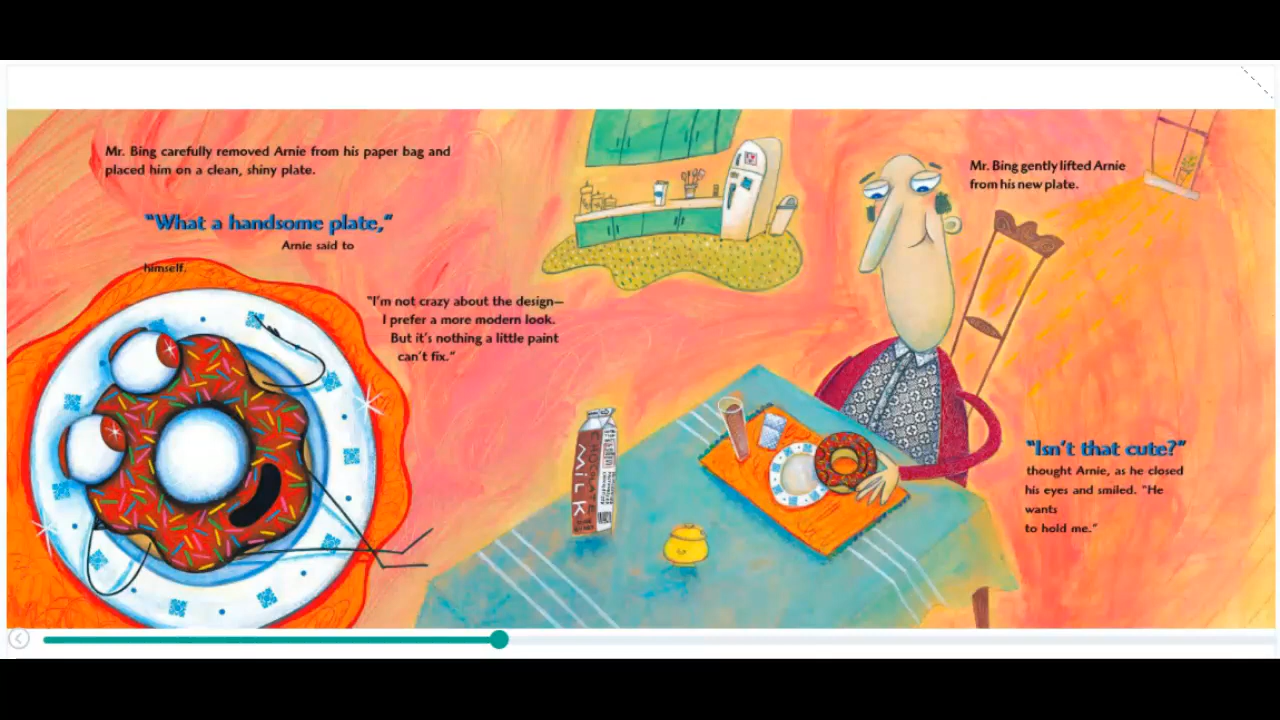 Mr. Bing carefully removed Arnie from his paper bag and
placed him on a clean, shiny plate.
"What a handsome plate,"
Arnie said to
himself.
"I'm not crazy about the design—
I prefer a more modern look.
But it's nothing a little paint
can't fix."
CHOCOLATE
MILK
Mr. Bing gently lifted Arnie
from his new plate.
"Isn't that cute?"
thought Arnie, as he closed
his eyes and smiled. "He
wants
to hold me."